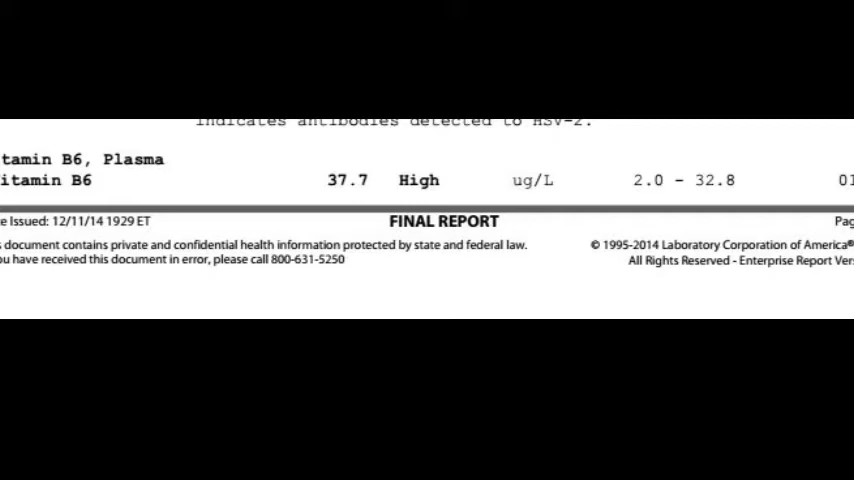 indicates antibodies detected to HSV-2.
tamin B6, Plasma
itamin B6 37.7 High ug/L 2.0 - 32.8 01
e Issued: 12/11/14 1929 ET FINAL REPORT Pag
s document contains private and confidential health information protected by state and federal law. © 1995-2014 Laboratory Corporation of America®
ou have received this document in error, please call 800-631-5250 All Rights Reserved - Enterprise Report Vers